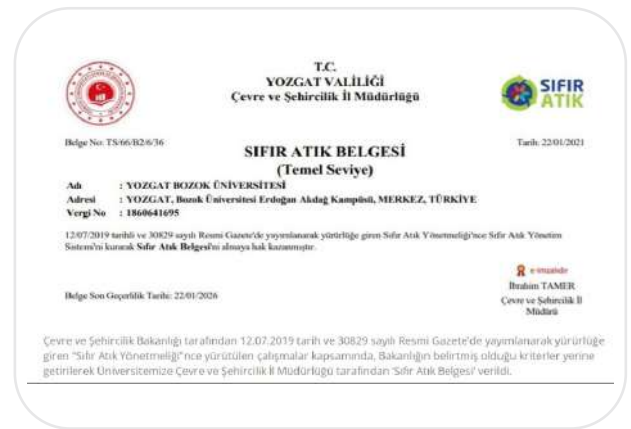 T.C.
YOZGAT VALİLİĞİ
Çevre ve Şehircilik İl Müdürlüğü
SIFIR
ATIK
Belge No: TS/66/B2/6/36
Tarih: 22/01/2021
SIFIR ATIK BELGESİ
(Temel Seviye)
Adı : YOZGAT BOZOK ÜNİVERSİTESİ
Adresi : YOZGAT, Bozok Üniversitesi Erdoğan Akdağ Kampüsü, MERKEZ, TÜRKİYE
Vergi No : 1860641695
12/07/2019 tarihli ve 30829 sayılı Resmi Gazete'de yayımlanarak yürürlüğe giren Sıfır Atık Yönetmeliği'nce Sıfır Atık Yönetim
Sistemi'ni kurarak Sıfır Atık Belgesi'ni almaya hak kazanmıştır.
e-imzalıdır
İbrahim TAMER
Çevre ve Şehircilik İl
Müdürü
Belge Son Geçerlilik Tarihi: 22/01/2026
Çevre ve Şehircilik Bakanlığı tarafından 12.07.2019 tarih ve 30829 sayılı Resmi Gazete'de yayımlanarak yürürlüğe
giren "Sıfır Atık Yönetmeliği"nce yürütülen çalışmalar kapsamında, Bakanlığın belirtmiş olduğu kriterler yerine
getirilerek Üniversitemize Çevre ve Şehircilik İl Müdürlüğü tarafından 'Sıfır Atık Belgesi' verildi.